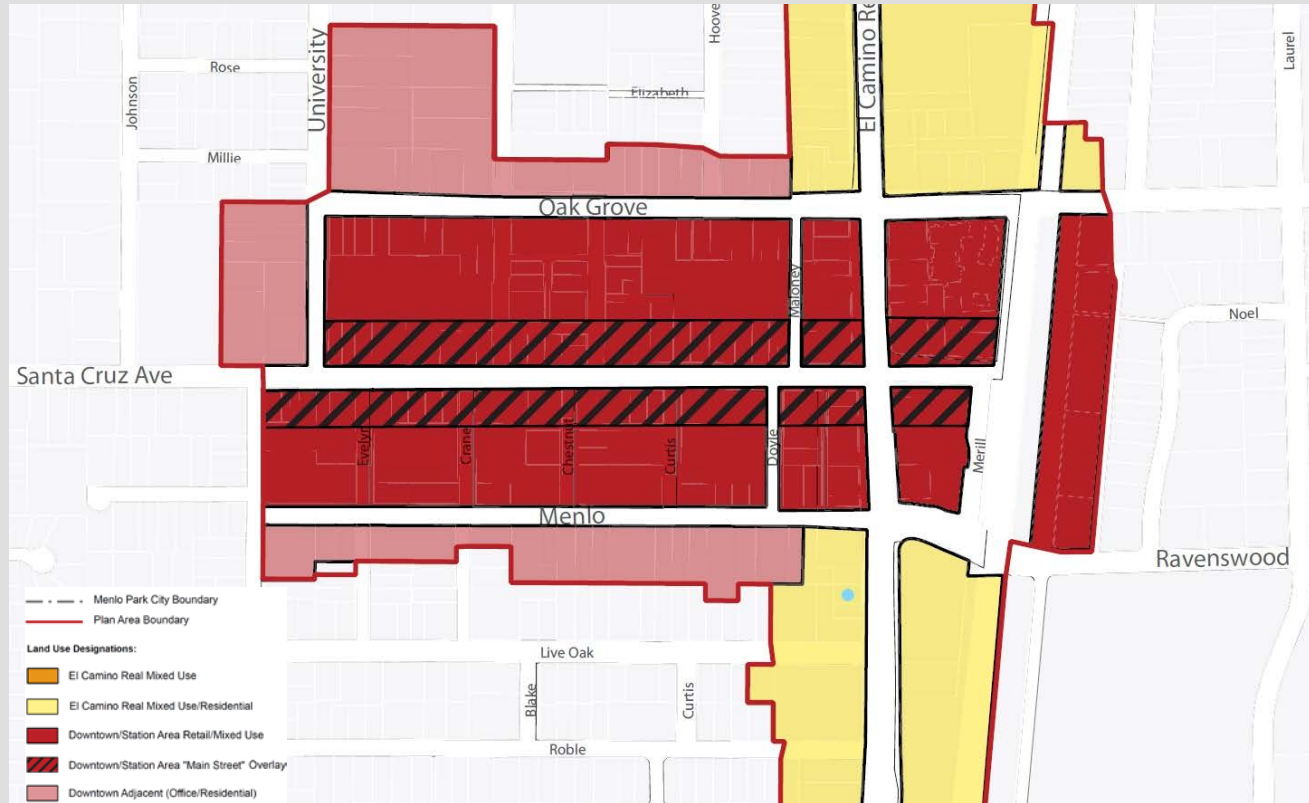 El Camino Re
Hoove
University
Laurel
Rose
Johnson
Elizabeth
Millie
Oak Grove
Maloney
Noel
Santa Cruz Ave
Evelyn
Crane
Chestnut
Curtis
Doyle
Merill
Menlo
Ravenswood
Live Oak
Blake
Curtis
Roble
Menlo Park City Boundary
Plan Area Boundary
Land Use Designations:
El Camino Real Mixed Use
El Camino Real Mixed Use/Residential
Downtown/Station Area Retail/Mixed Use
Downtown/Station Area "Main Street" Overlay
Downtown Adjacent (Office/Residential)